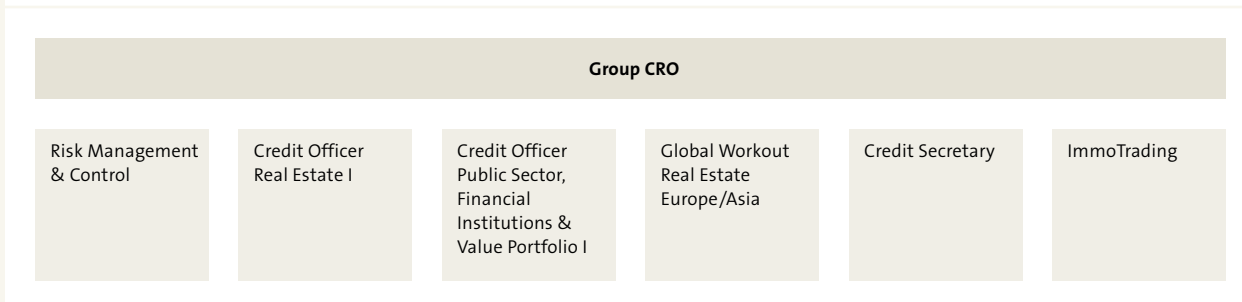 Group CRO
Risk Management
& Control
Credit Officer
Real Estate I
Credit Officer
Public Sector,
Financial
Institutions &
Value Portfolio I
Global Workout
Real Estate
Europe/Asia
Credit Secretary
ImmoTrading